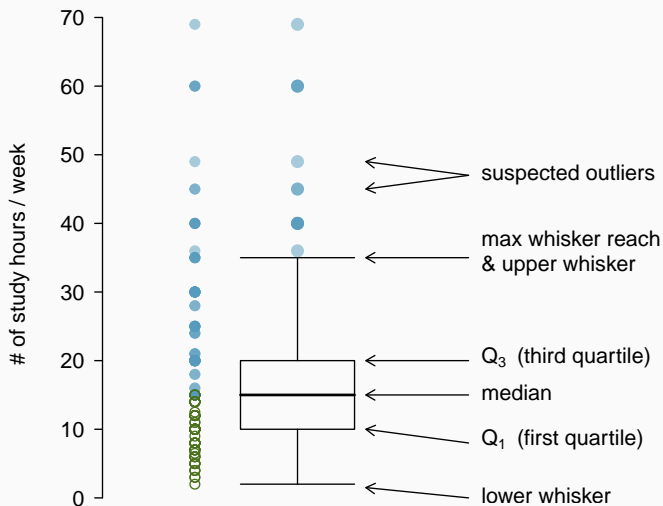 # of study hours / week
70
60
50
40
30
20
10
0
suspected outliers
max whisker reach
& upper whisker
Q₃ (third quartile)
median
Q₁ (first quartile)
lower whisker